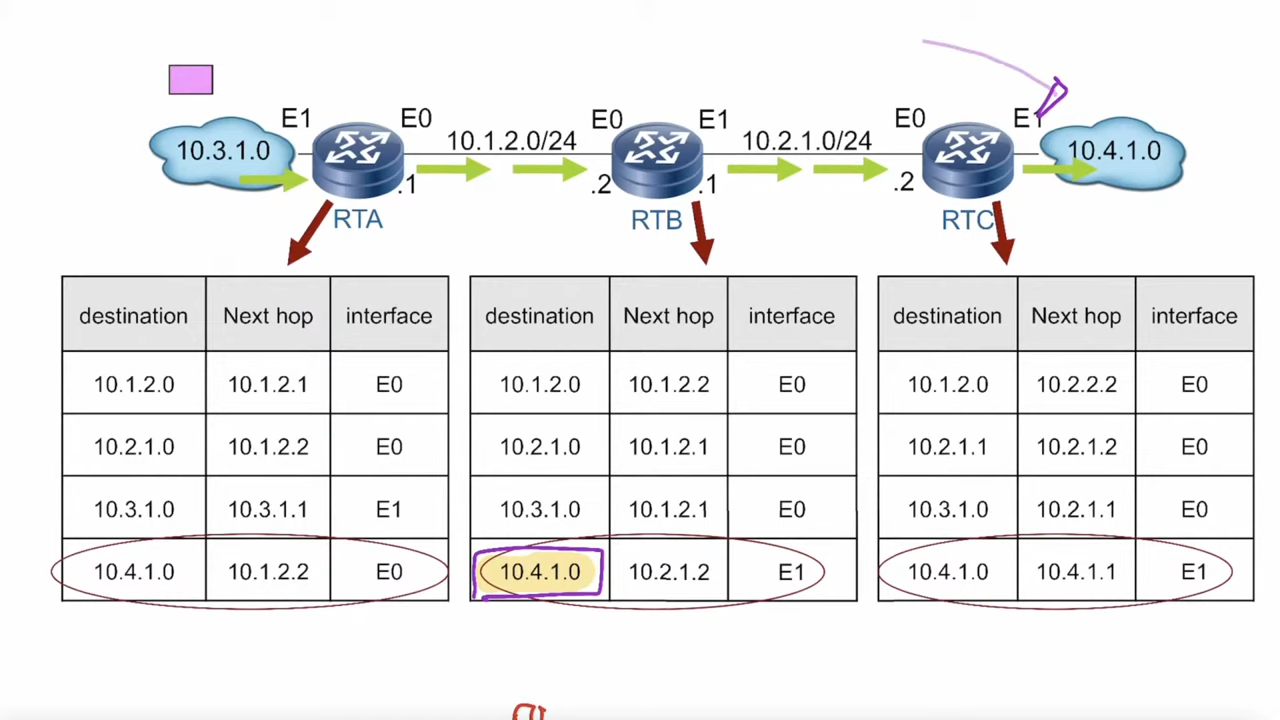 E1 E0 10.1.2.0/24 E0 E1 10.2.1.0/24 E0 E1
10.3.1.0 10.4.1.0
.1 .2 .1 .2
RTA RTB RTC
destination Next hop interface destination Next hop interface destination Next hop interface
10.1.2.0 10.1.2.1 E0 10.1.2.0 10.1.2.2 E0 10.1.2.0 10.2.2.2 E0
10.2.1.0 10.1.2.2 E0 10.2.1.0 10.1.2.1 E0 10.2.1.1 10.2.1.2 E0
10.3.1.0 10.3.1.1 E1 10.3.1.0 10.1.2.1 E0 10.3.1.0 10.2.1.1 E0
10.4.1.0 10.1.2.2 E0 10.4.1.0 10.2.1.2 E1 10.4.1.0 10.4.1.1 E1